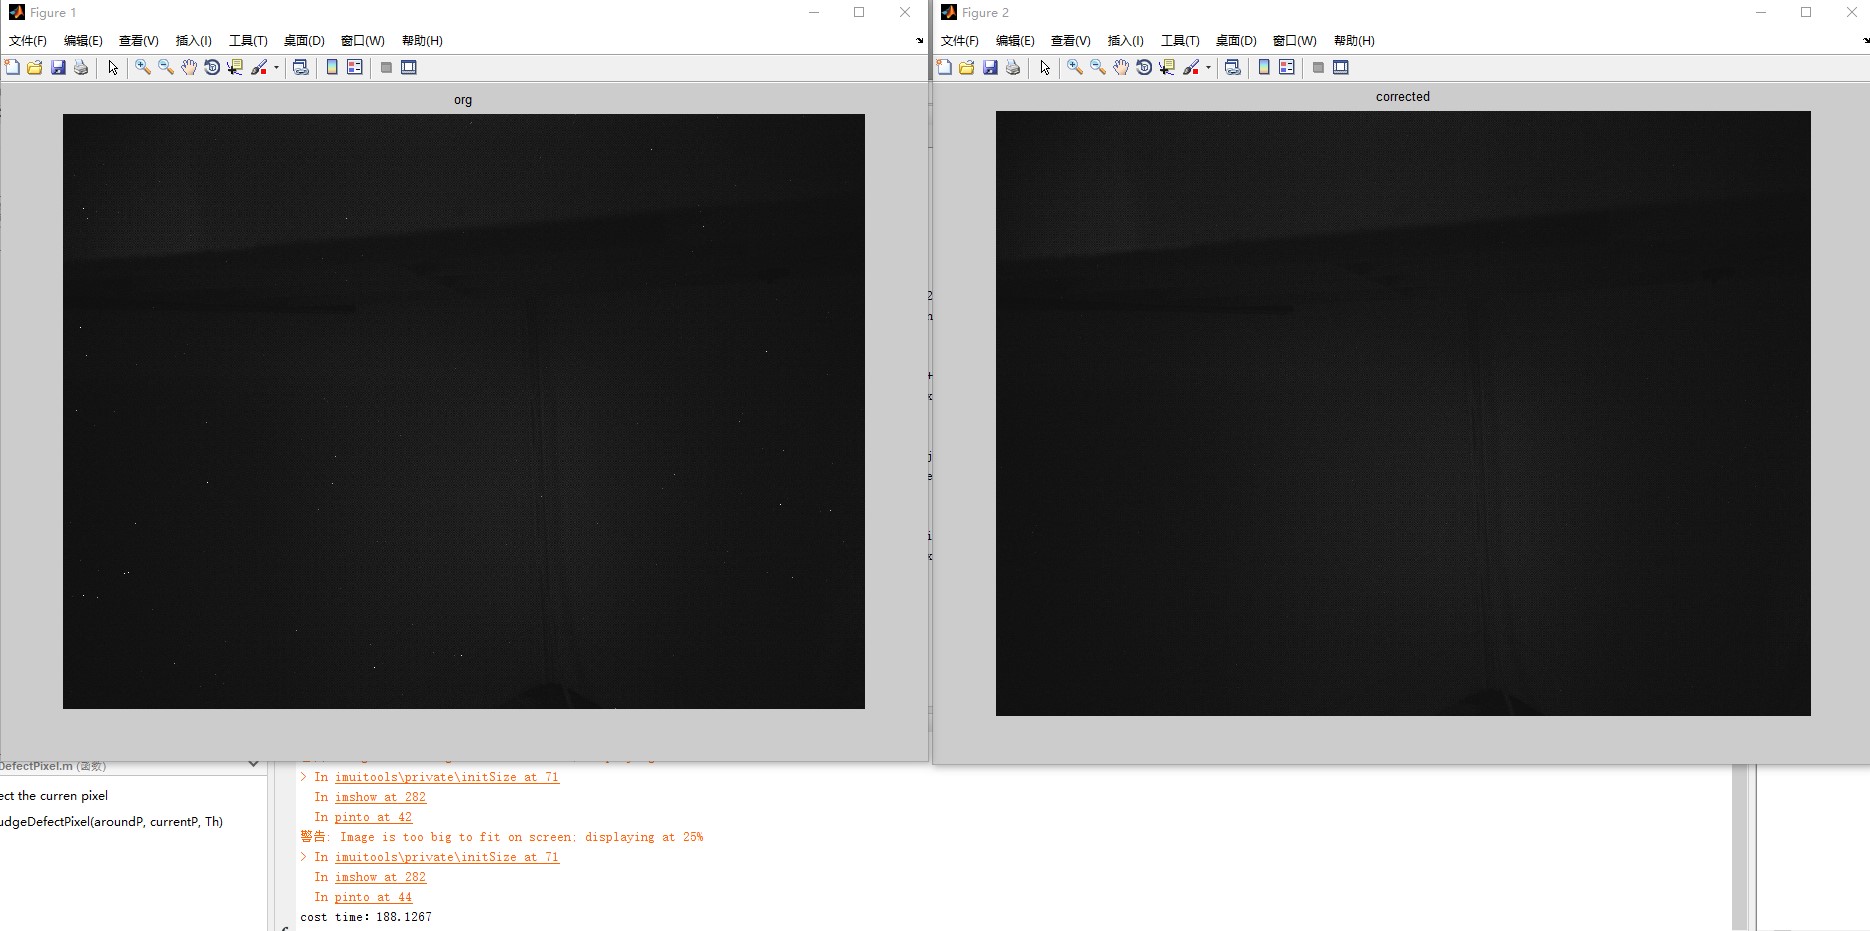 Figure 1
文件(F) 编辑(E) 查看(V) 插入(I) 工具(T) 桌面(D) 窗口(W) 帮助(H)
org
Figure 2
文件(F) 编辑(E) 查看(V) 插入(I) 工具(T) 桌面(D) 窗口(W) 帮助(H)
corrected
DefectPixel.m (函数)
ect the curren pixel
udgeDefectPixel(aroundP, currentP, Th)
> In imuitools\private\initSize at 71
In imshow at 282
In pinto at 42
警告: Image is too big to fit on screen; displaying at 25%
> In imuitools\private\initSize at 71
In imshow at 282
In pinto at 44
cost time: 188.1267